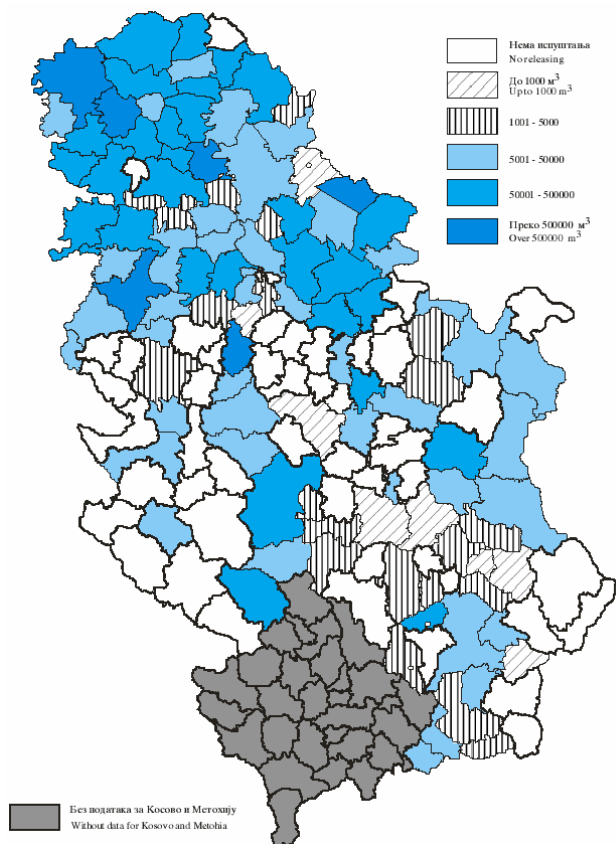 Нема испуштања
No releasing
До 1000 м³
Up to 1000 m³
1001 - 5000
5001 - 50000
50001 - 500000
Преко 500000 м³
Over 500000 m³
Без података за Косово и Метохију
Without data for Kosovo and Metohia